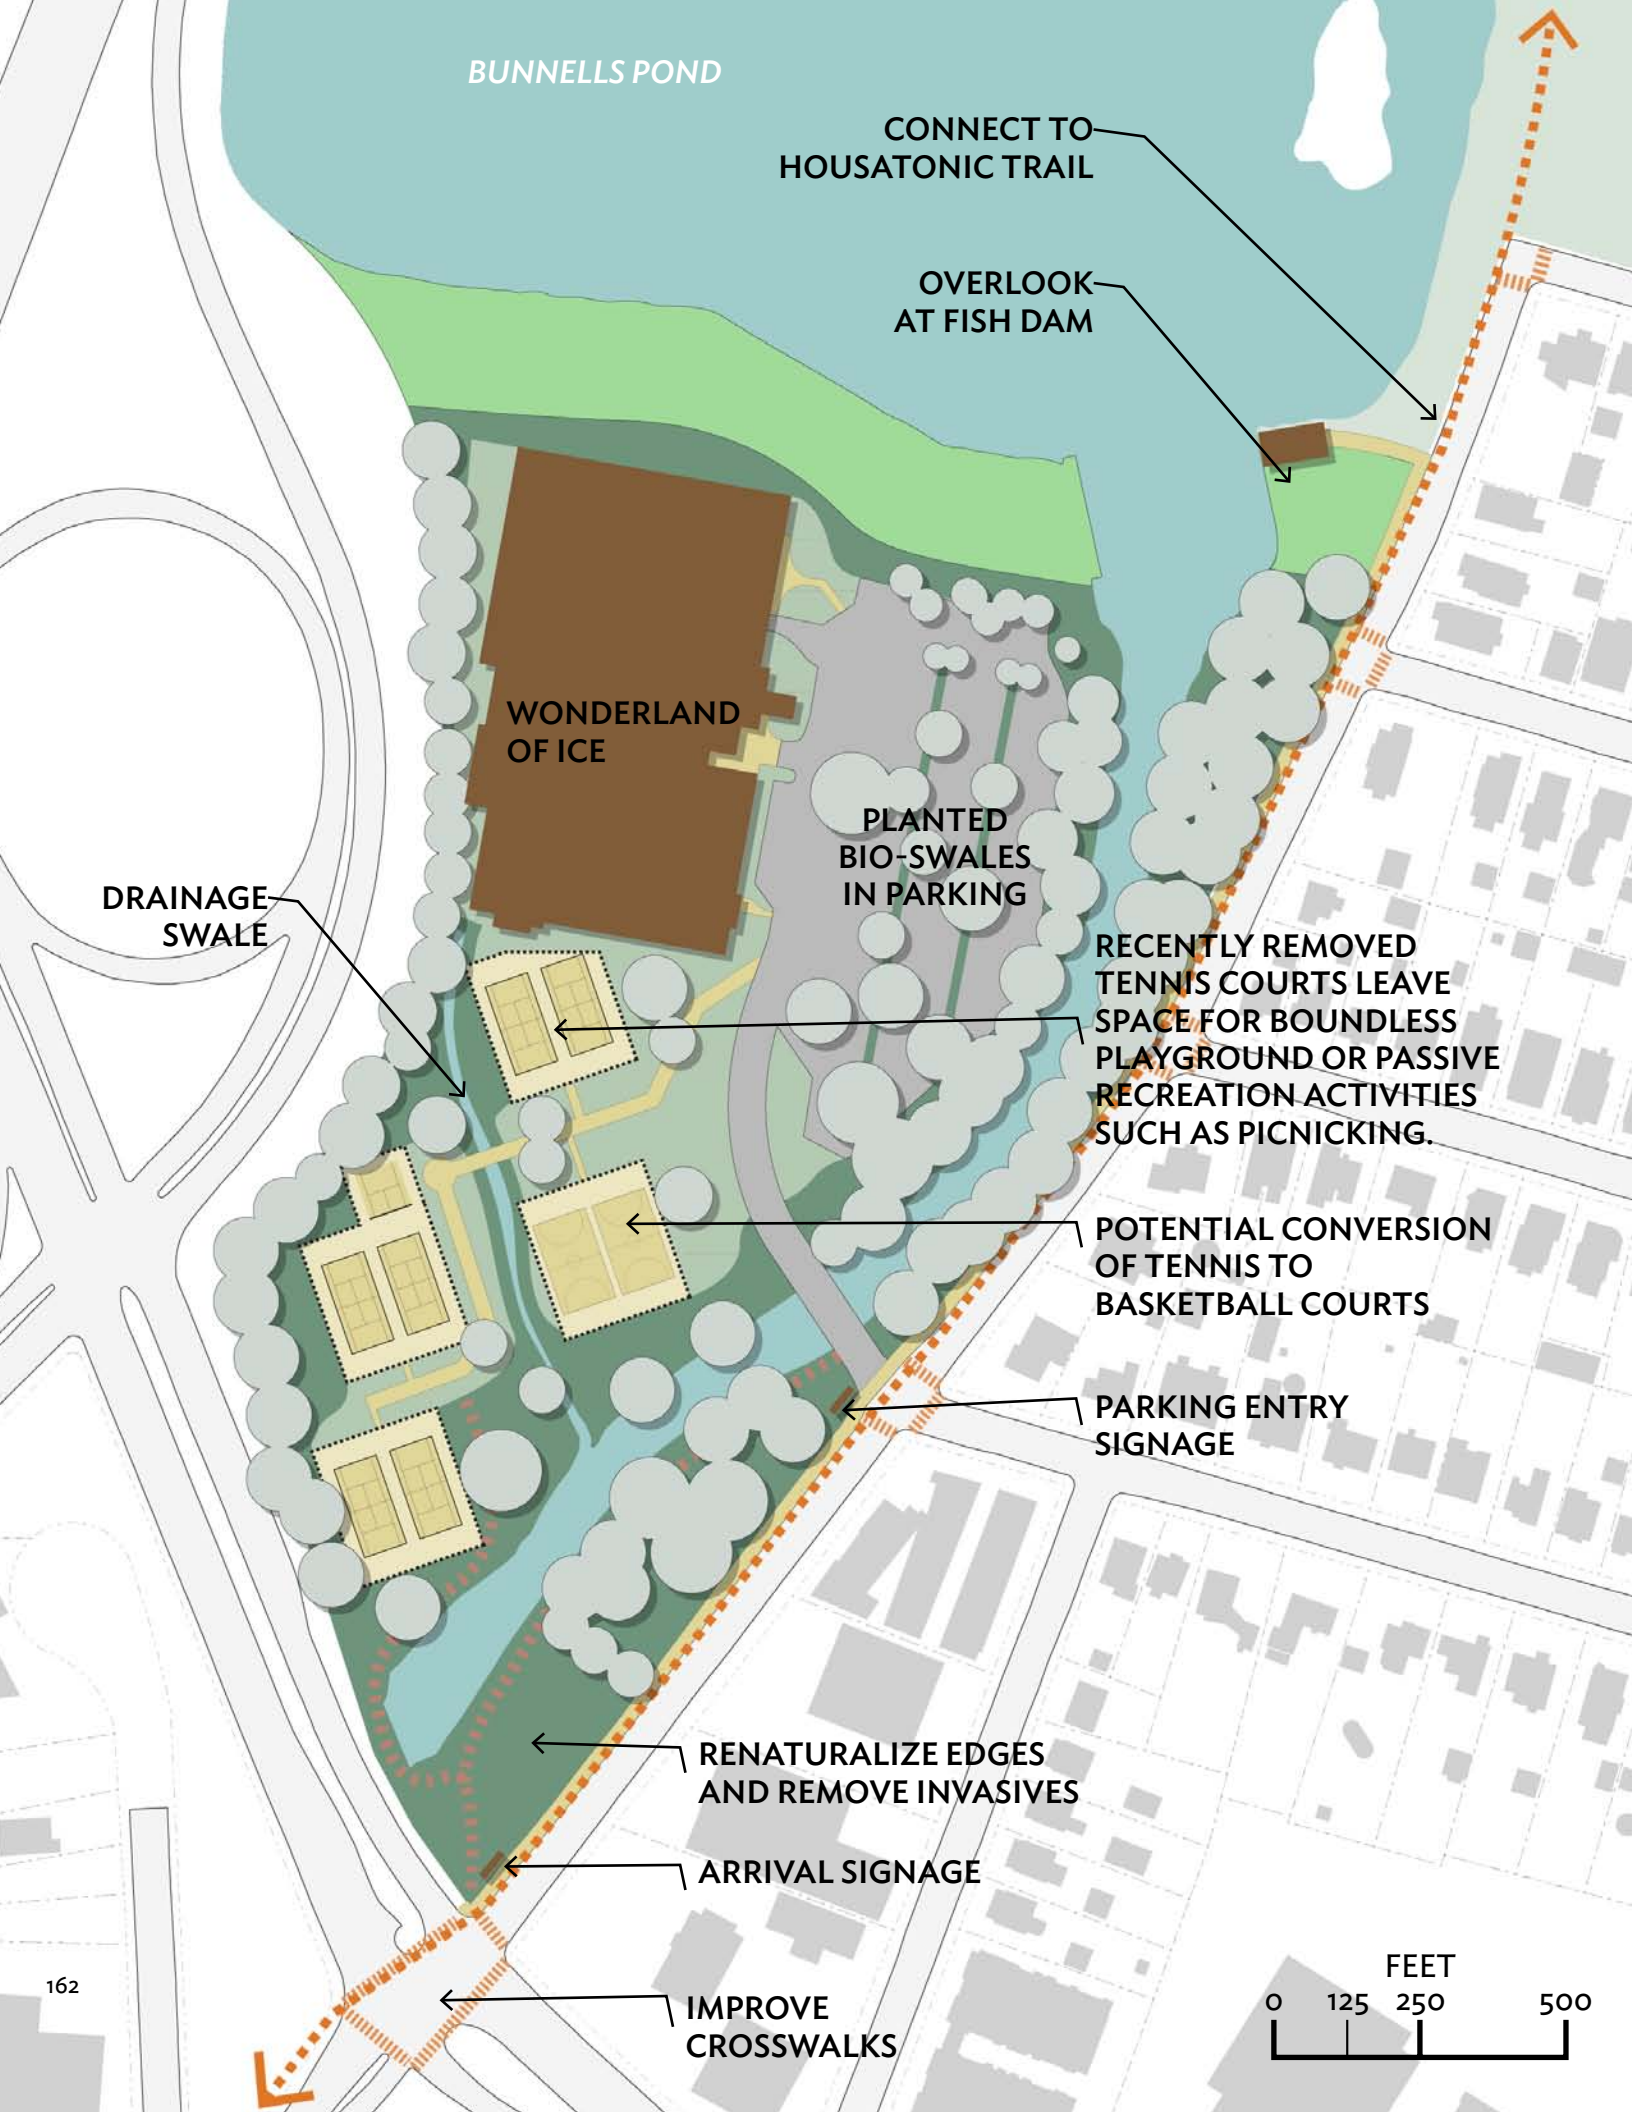 BUNNELLS POND
CONNECT TO
HOUSATONIC TRAIL
OVERLOOK
AT FISH DAM
WONDERLAND
OF ICE
PLANTED
BIO-SWALES
IN PARKING
DRAINAGE
SWALE
RECENTLY REMOVED
TENNIS COURTS LEAVE
SPACE FOR BOUNDLESS
PLAYGROUND OR PASSIVE
RECREATION ACTIVITIES
SUCH AS PICNICKING.
POTENTIAL CONVERSION
OF TENNIS TO
BASKETBALL COURTS
PARKING ENTRY
SIGNAGE
RENATURALIZE EDGES
AND REMOVE INVASIVES
ARRIVAL SIGNAGE
IMPROVE
CROSSWALKS
162
FEET
0 125 250 500